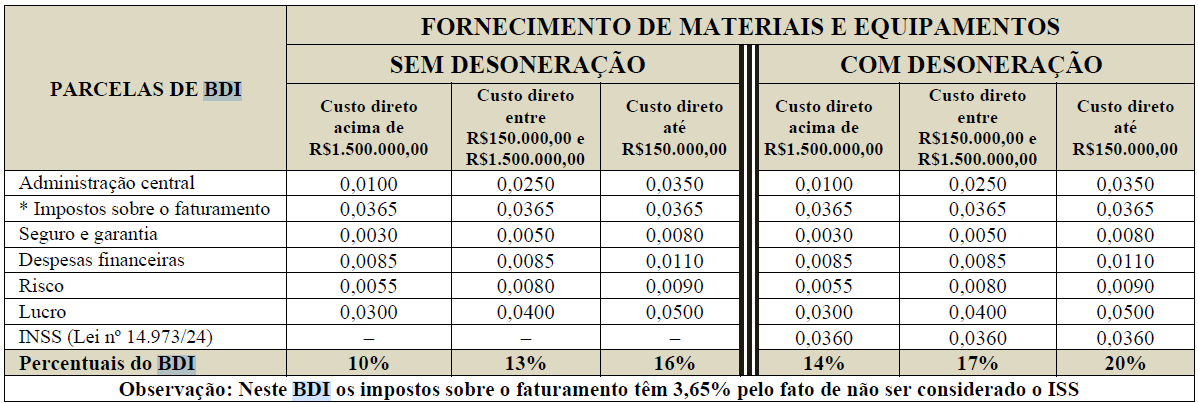 FORNECIMENTO DE MATERIAIS E EQUIPAMENTOS
PARCELAS DE BDI
SEM DESONERAÇÃO
COM DESONERAÇÃO
Custo direto
acima de
R$1.500.000,00
Custo direto
entre
R$150.000,00 e
R$1.500.000,00
Custo direto
até
R$150.000,00
Custo direto
acima de
R$1.500.000,00
Custo direto
entre
R$150.000,00 e
R$1.500.000,00
Custo direto
até
R$150.000,00
Administração central 0,0100 0,0250 0,0350 0,0100 0,0250 0,0350
* Impostos sobre o faturamento 0,0365 0,0365 0,0365 0,0365 0,0365 0,0365
Seguro e garantia 0,0030 0,0050 0,0080 0,0030 0,0050 0,0080
Despesas financeiras 0,0085 0,0085 0,0110 0,0085 0,0085 0,0110
Risco 0,0055 0,0080 0,0090 0,0055 0,0080 0,0090
Lucro 0,0300 0,0400 0,0500 0,0300 0,0400 0,0500
INSS (Lei nº 14.973/24) – – – 0,0360 0,0360 0,0360
Percentuais do BDI 10% 13% 16% 14% 17% 20%
Observação: Neste BDI os impostos sobre o faturamento têm 3,65% pelo fato de não ser considerado o ISS